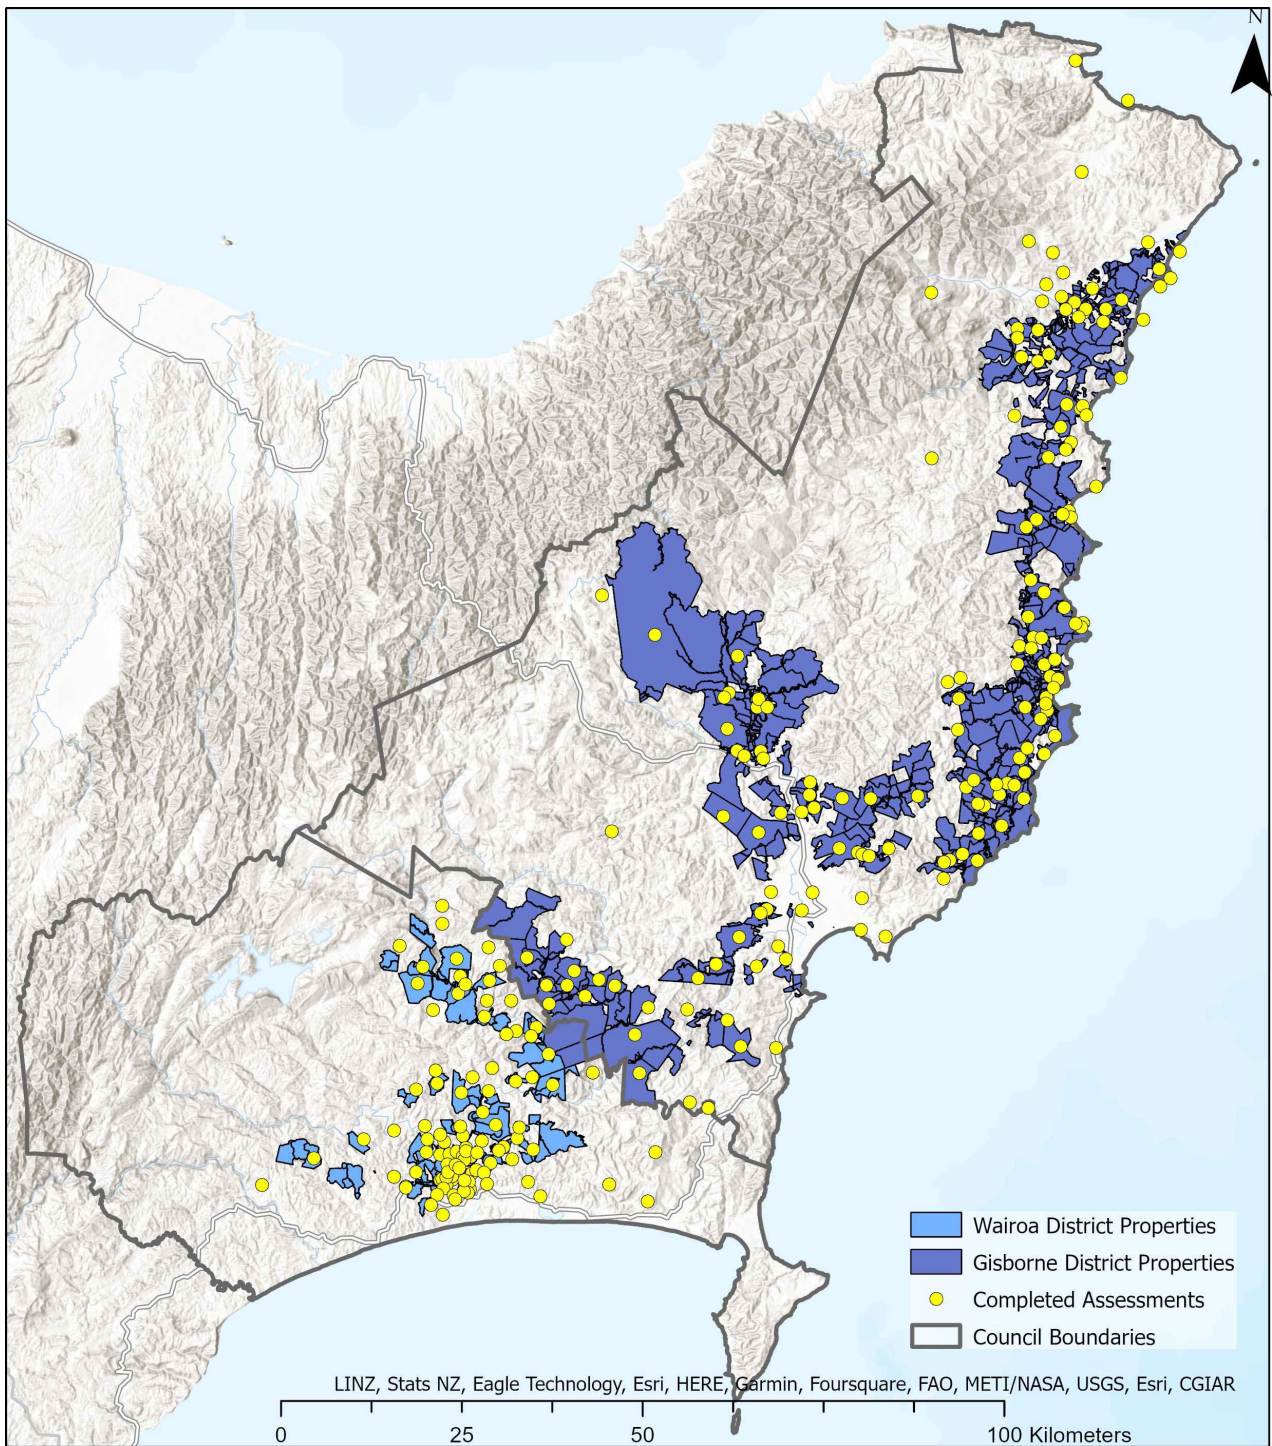 N
Wairoa District Properties
Gisborne District Properties
Completed Assessments
Council Boundaries
LINZ, Stats NZ, Eagle Technology, Esri, HERE, Garmin, Foursquare, FAO, METI/NASA, USGS, Esri, CGIAR
0 25 50 100 Kilometers